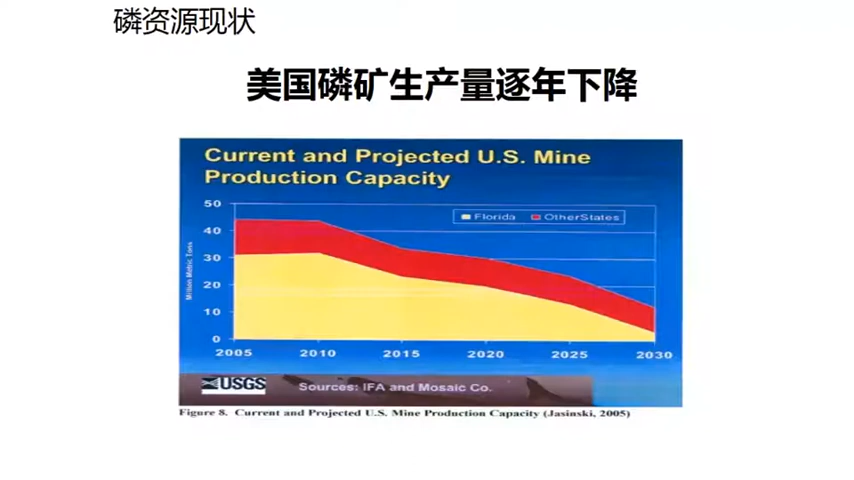 磷资源现状
美国磷矿生产量逐年下降
Current and Projected U.S. Mine
Production Capacity
50
40
30
20
10
0
Million Metric Tons
Florida
OtherStates
2005 2010 2015 2020 2025 2030
USGS
Sources: IFA and Mosaic Co.
Figure 8. Current and Projected U.S. Mine Production Capacity (Jasinski, 2005)